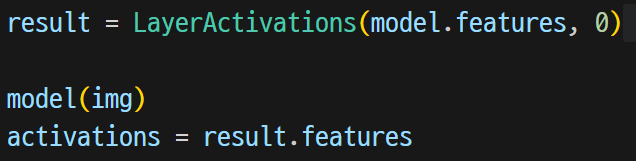 result = LayerActivations(model.features, 0)
model(img)
activations = result.features